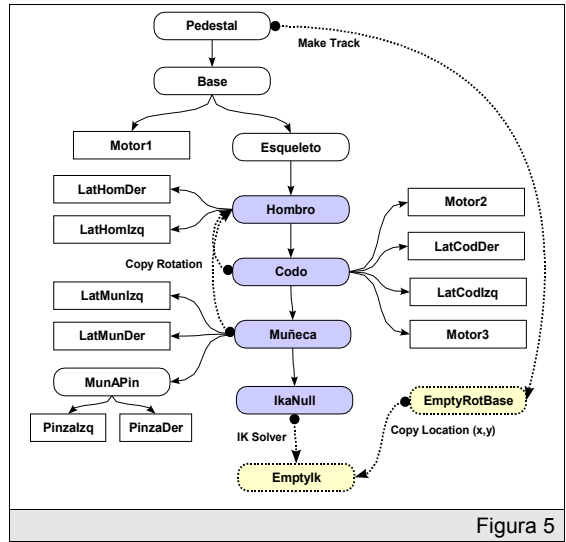 Pedestal
Make Track
Base
Motor1
Esqueleto
LatHomDer
Hombro
Motor2
LatHomIzq
LatCodDer
Copy Rotation
Codo
LatMunIzq
LatCodIzq
LatMunDer
Muñeca
Motor3
MunAPin
IkaNull
EmptyRotBase
PinzaIzq
PinzaDer
IK Solver
Copy Location (x,y)
EmptyIk
Figura 5